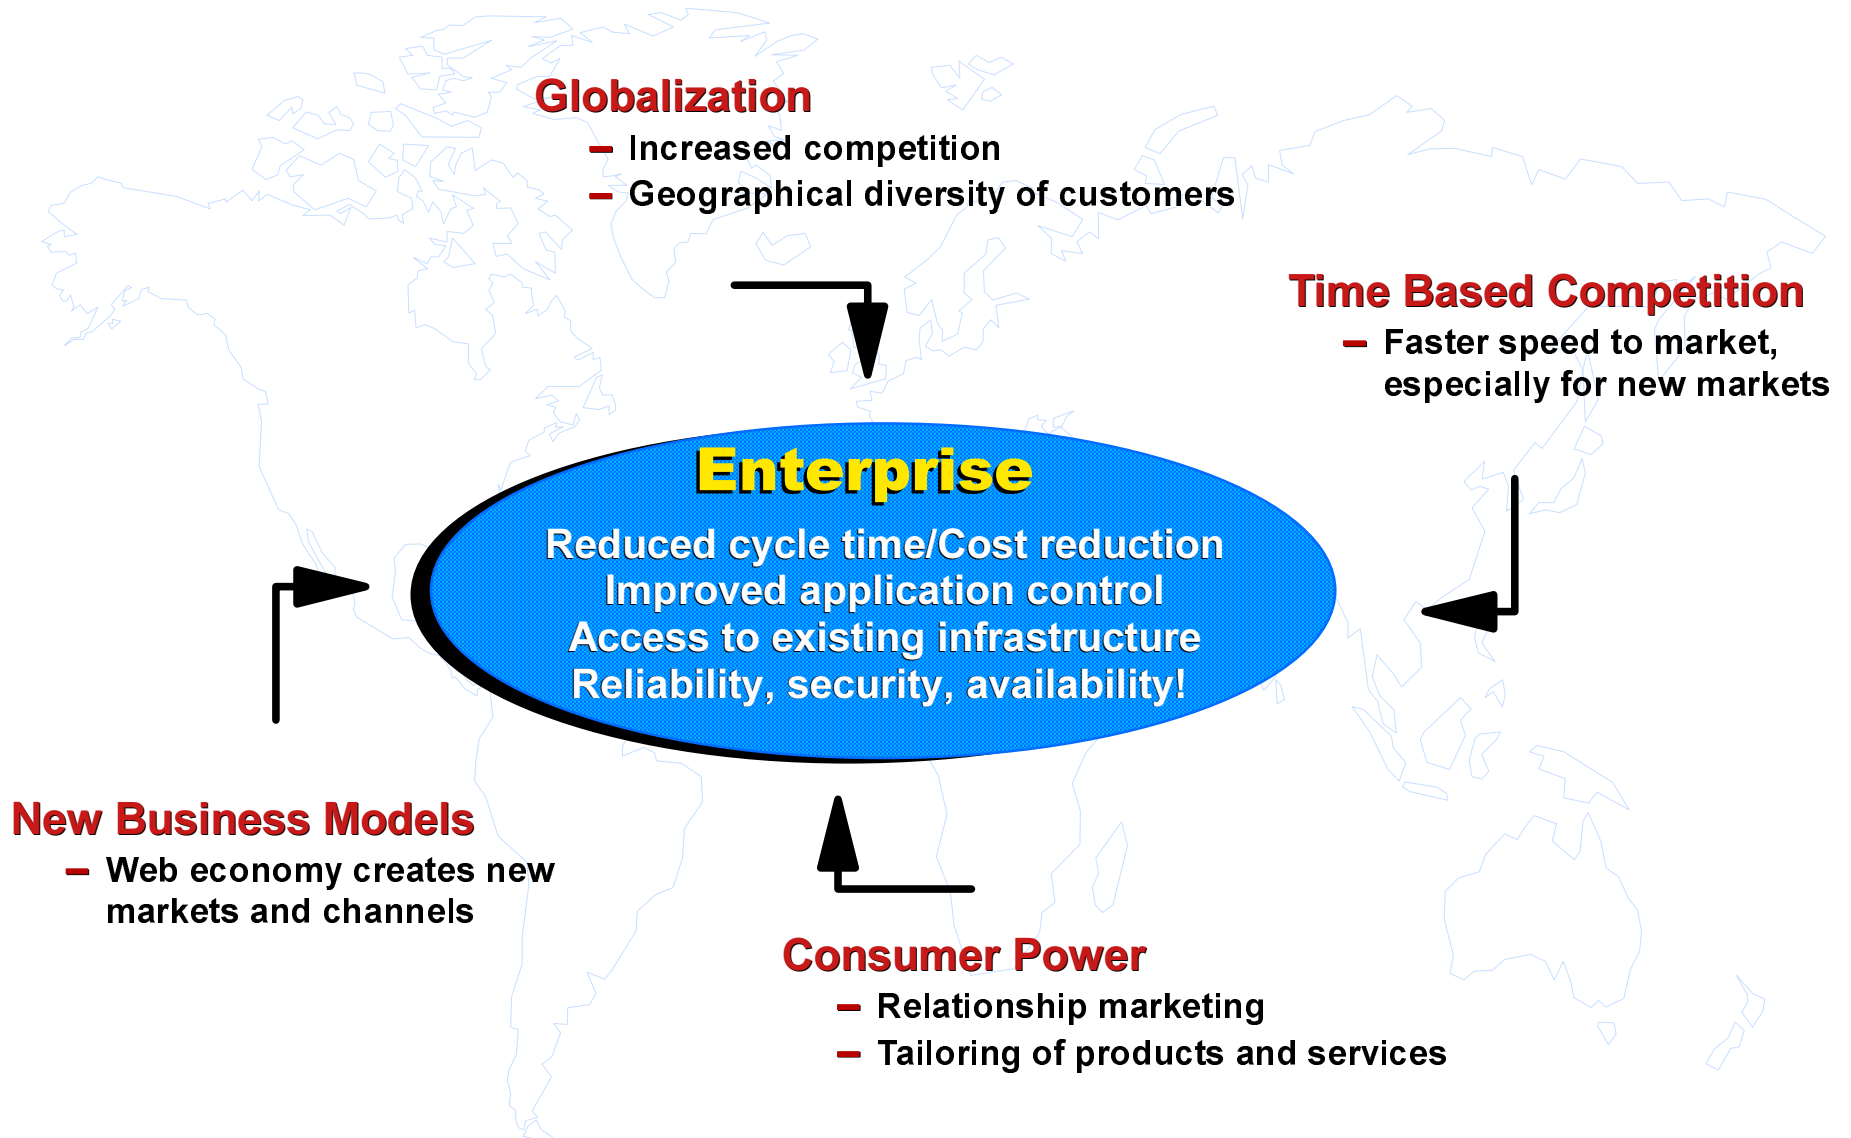 Globalization
– Increased competition
– Geographical diversity of customers
Time Based Competition
– Faster speed to market,
especially for new markets
Enterprise
Reduced cycle time/Cost reduction
Improved application control
Access to existing infrastructure
Reliability, security, availability!
New Business Models
– Web economy creates new
markets and channels
Consumer Power
– Relationship marketing
– Tailoring of products and services